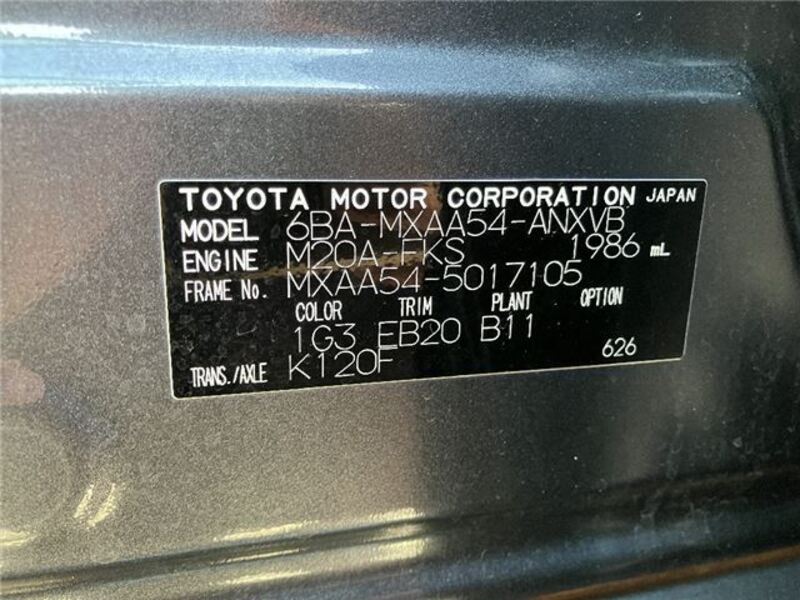 TOYOTA MOTOR CORPORATION JAPAN
MODEL 6BA-MXAA54-ANXVB
ENGINE M20A-FKS 1986 mL
FRAME No. MXAA54-5017105
COLOR TRIM PLANT OPTION
1G3 EB20 B11
TRANS./AXLE K120F 626